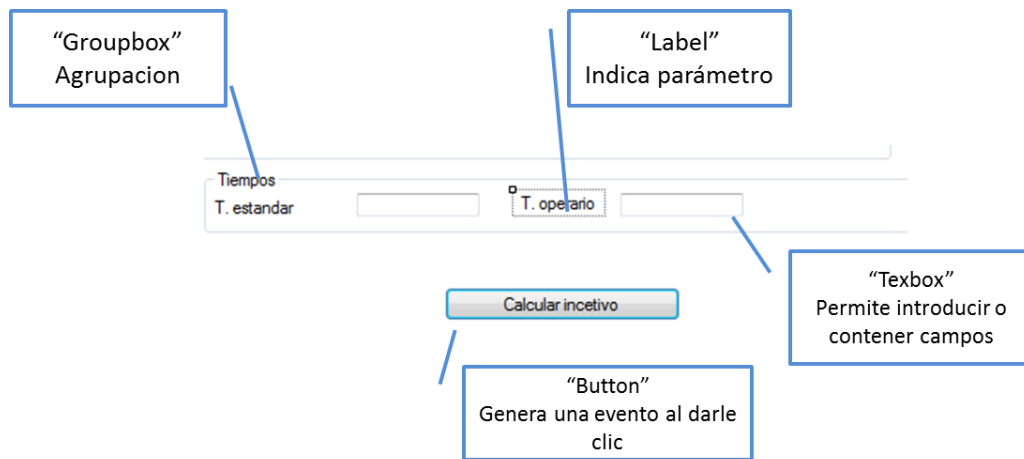 “Groupbox”
Agrupacion
“Label”
Indica parámetro
Tiempos
T. estandar
T. operario
“Texbox”
Permite introducir o
contener campos
Calcular incetivo
“Button”
Genera una evento al darle
clic